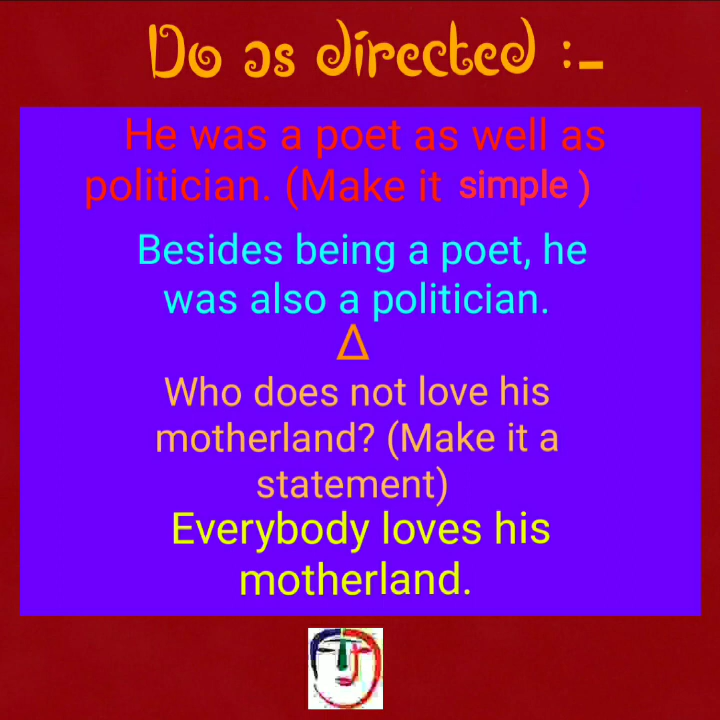 Do as directed :-
He was a poet as well as
politician. (Make it simple )
Besides being a poet, he
was also a politician.
Δ
Who does not love his
motherland? (Make it a
statement)
Everybody loves his
motherland.